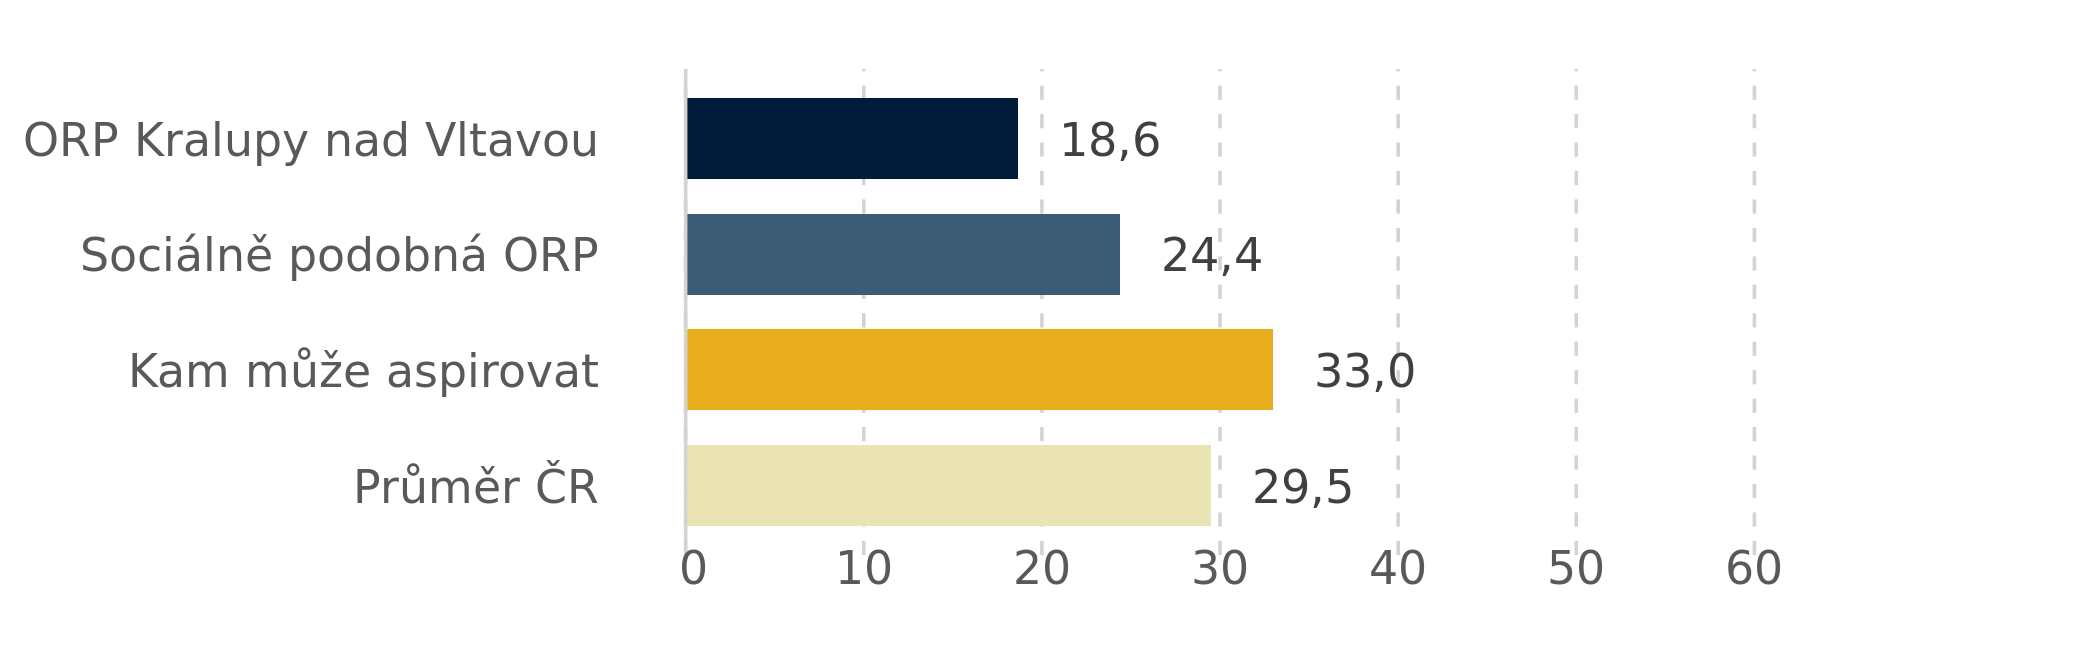 ORP Kralupy nad Vltavou 18,6
Sociálně podobná ORP 24,4
Kam může aspirovat 33,0
Průměr ČR 29,5
0 10 20 30 40 50 60